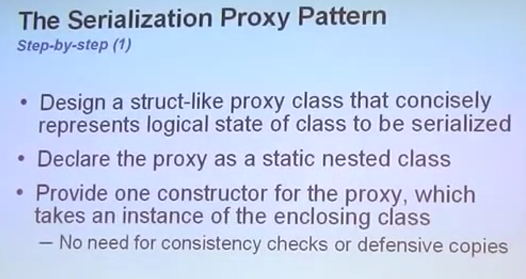 The Serialization Proxy Pattern
Step-by-step (1)
• Design a struct-like proxy class that concisely
represents logical state of class to be serialized
• Declare the proxy as a static nested class
• Provide one constructor for the proxy, which
takes an instance of the enclosing class
– No need for consistency checks or defensive copies